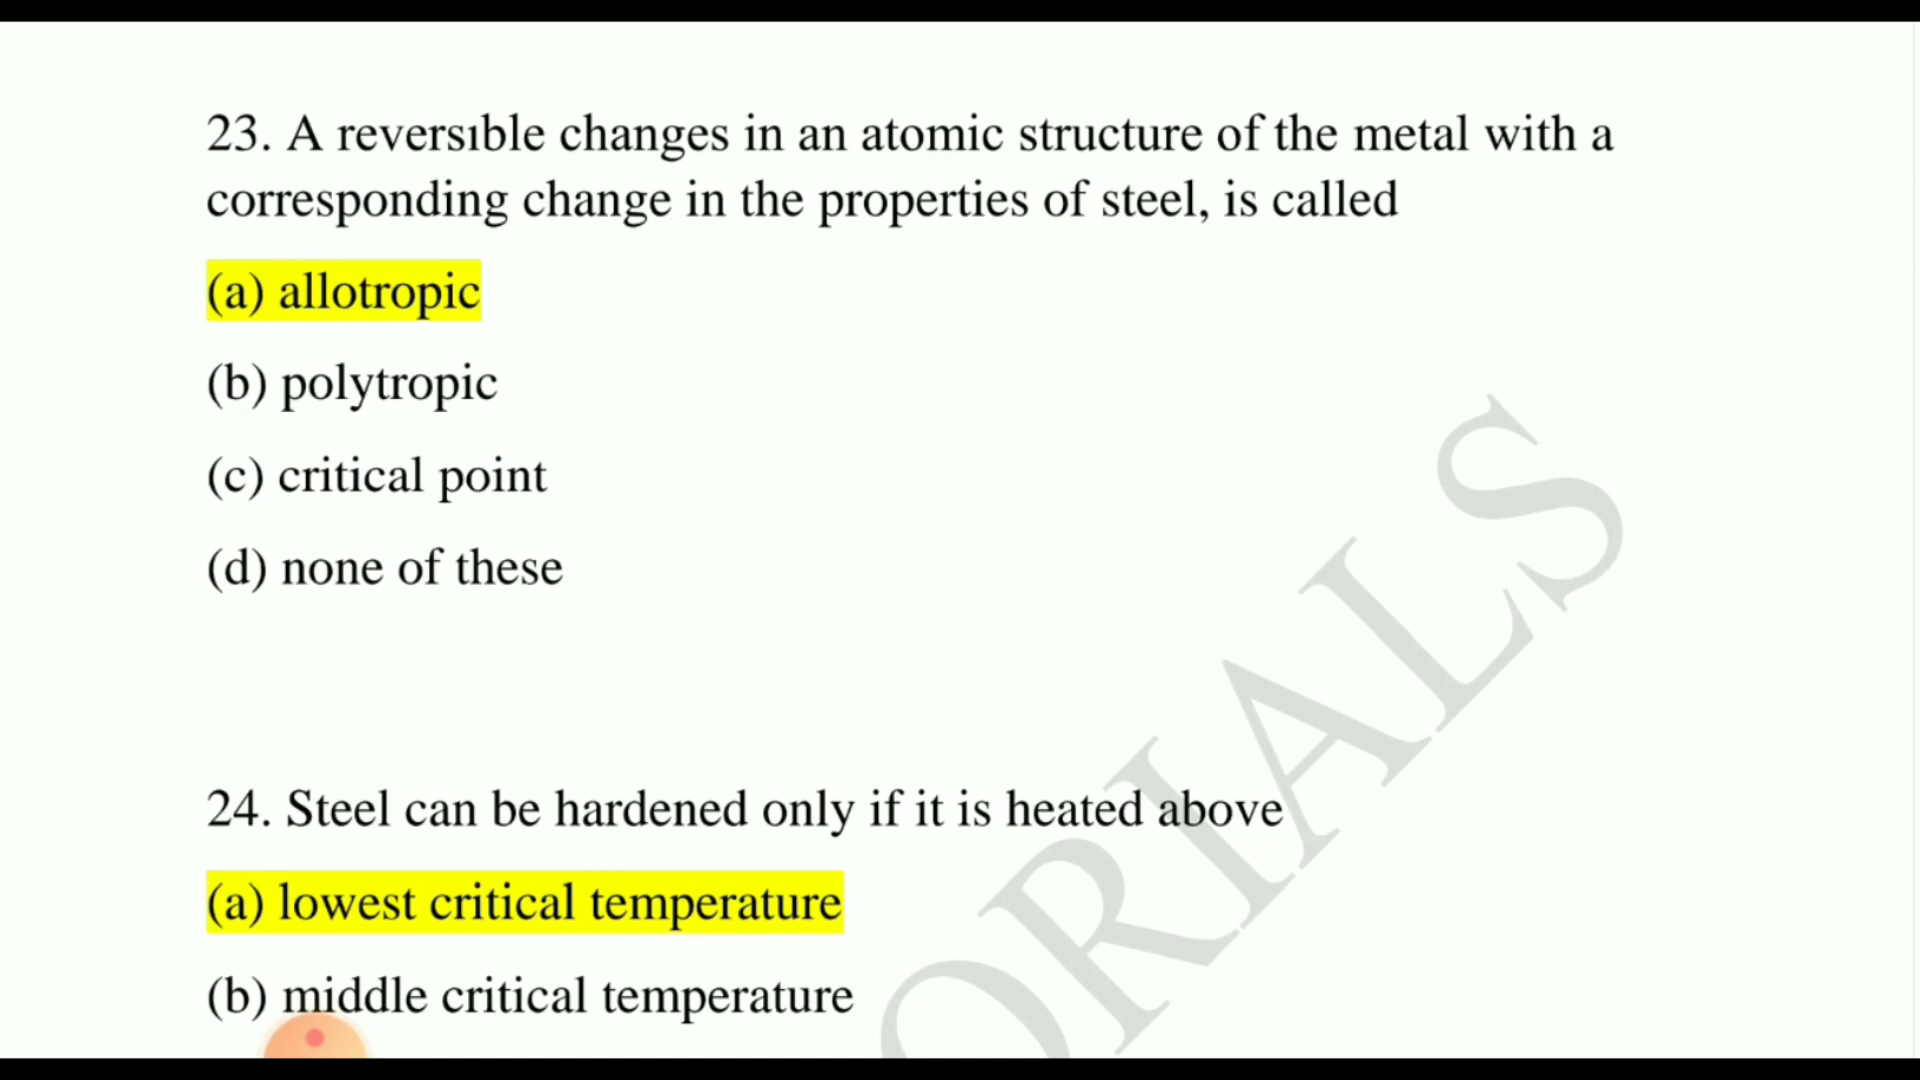 23. A reversıble changes in an atomic structure of the metal with a
corresponding change in the properties of steel, is called
(a) allotropic
(b) polytropic
(c) critical point
(d) none of these
24. Steel can be hardened only if it is heated above
(a) lowest critical temperature
(b) middle critical temperature
ORIALS